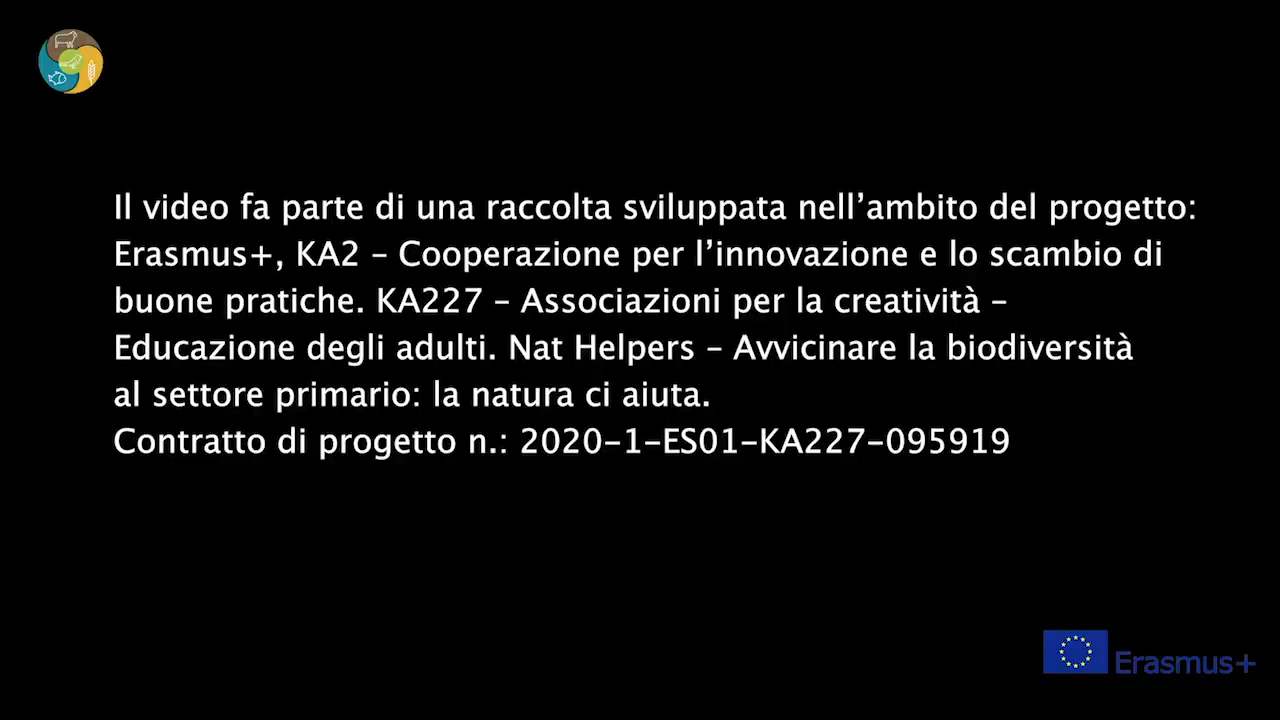 Il video fa parte di una raccolta sviluppata nell’ambito del progetto:
Erasmus+, KA2 – Cooperazione per l’innovazione e lo scambio di
buone pratiche. KA227 – Associazioni per la creatività –
Educazione degli adulti. Nat Helpers – Avvicinare la biodiversità
al settore primario: la natura ci aiuta.
Contratto di progetto n.: 2020-1-ES01-KA227-095919
Erasmus+